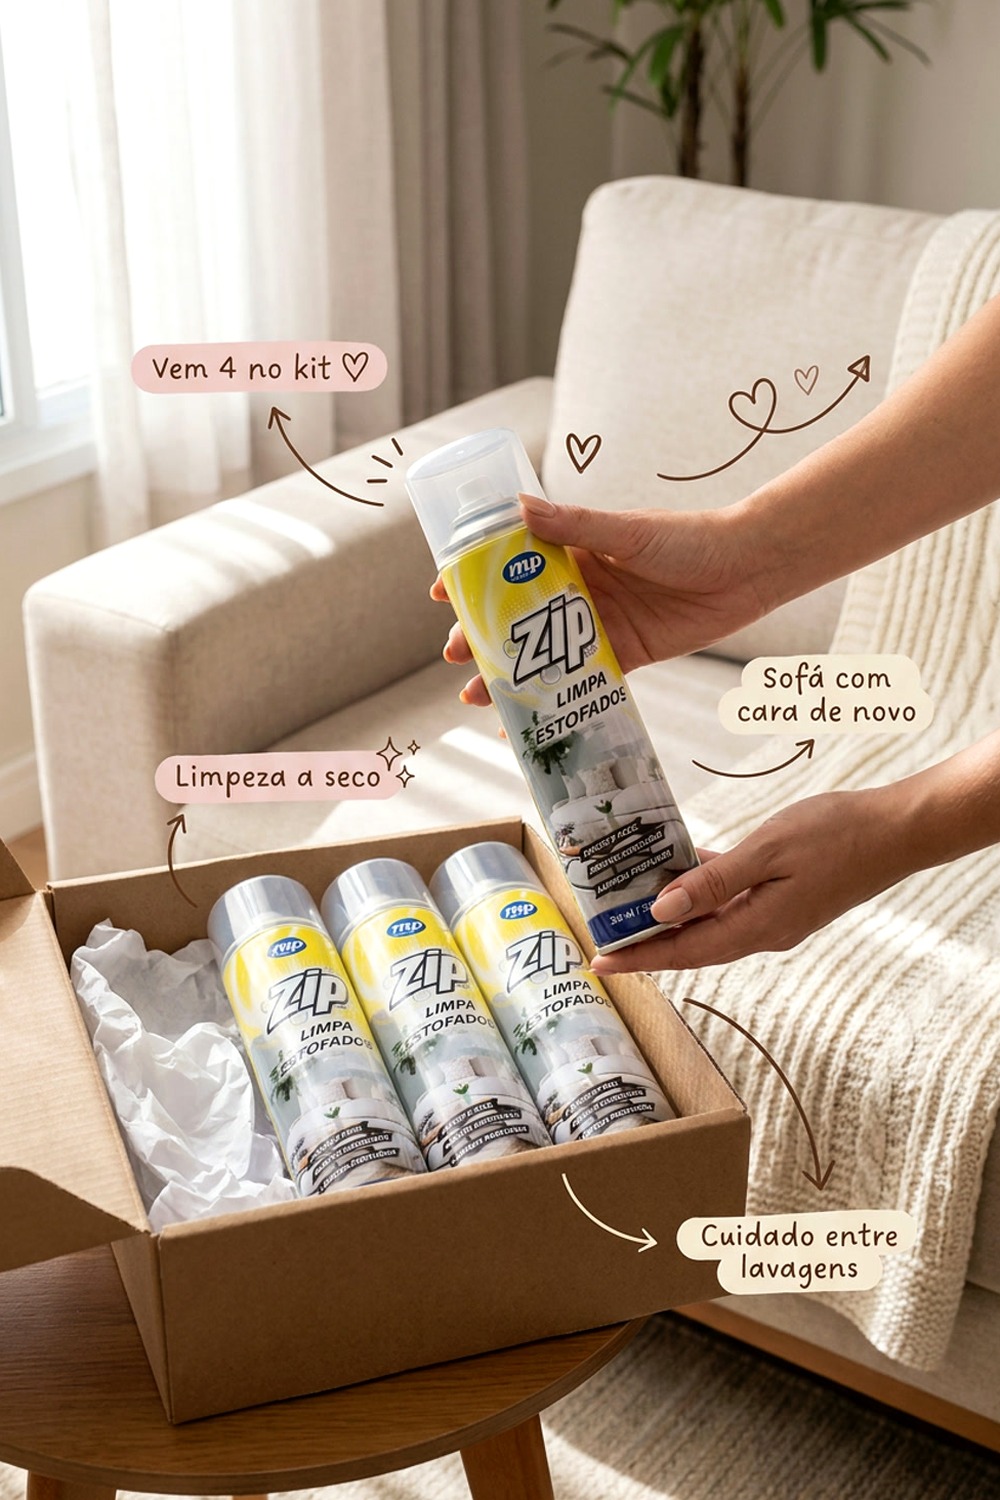 Vem 4 no kit
mp
zip
LIMPA
ESTOFADOS
Sofá com
cara de novo
Limpeza a seco
mp
zip
LIMPA
ESTOFADOS
mp
zip
LIMPA
ESTOFADOS
mp
zip
LIMPA
ESTOFADOS
Cuidado entre
lavagens